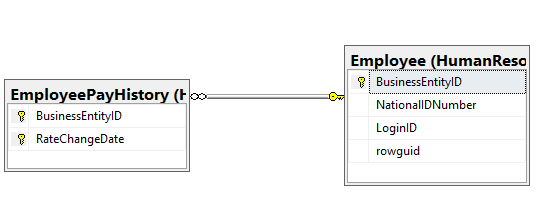 EmployeePayHistory (H
BusinessEntityID
RateChangeDate
Employee (HumanReso
BusinessEntityID
NationalIDNumber
LoginID
rowguid